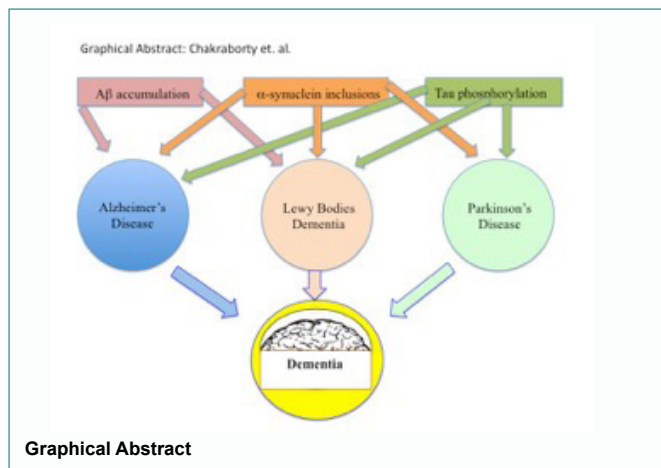 Graphical Abstract: Chakraborty et. al.
Aβ accumulation
α-synuclein inclusions
Tau phosphorylation
Alzheimer's
Disease
Lewy Bodies
Dementia
Parkinson's
Disease
Dementia
Graphical Abstract